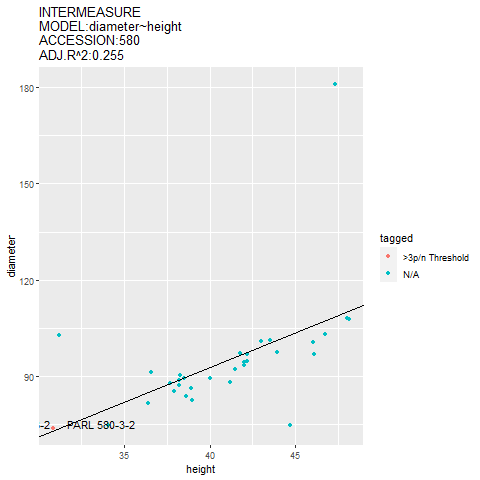 INTERMEASURE
MODEL:diameter~height
ACCESSION:580
ADJ.R^2:0.255
180
150
120
90
diameter
-2 PARL 580-3-2
35 40 45
height
tagged
>3p/n Threshold
N/A